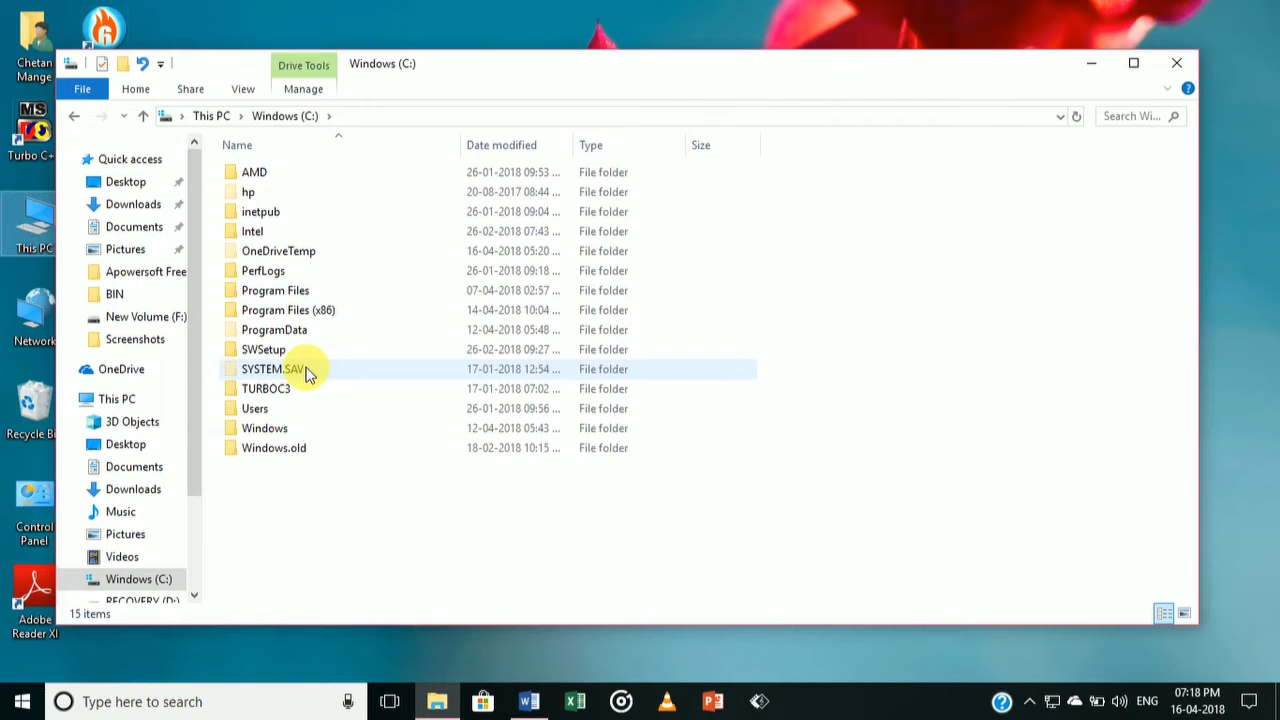 Chetan
Mange
MS
Turbo C+
This PC
Network
Recycle Bi
Control
Panel
Adobe
Reader XI
6
Drive Tools
Windows (C:)
File
Home
Share
View
Manage
This PC
Windows (C:)
Search Wi...
Quick access
Desktop
Downloads
Documents
Pictures
Apowersoft Free
BIN
New Volume (F:)
Screenshots
OneDrive
This PC
3D Objects
Desktop
Documents
Downloads
Music
Pictures
Videos
Windows (C:)
RECOVERY (D:)
Name Date modified Type Size
AMD 26-01-2018 09:53 ... File folder
hp 20-08-2017 08:44 ... File folder
inetpub 26-01-2018 09:04 ... File folder
Intel 26-02-2018 07:43 ... File folder
OneDriveTemp 16-04-2018 05:20 ... File folder
PerfLogs 26-01-2018 09:18 ... File folder
Program Files 07-04-2018 02:57 ... File folder
Program Files (x86) 14-04-2018 10:04 ... File folder
ProgramData 12-04-2018 05:48 ... File folder
SWSetup 26-02-2018 09:27 ... File folder
SYSTEM.SAV 17-01-2018 12:54 ... File folder
TURBOC3 17-01-2018 07:02 ... File folder
Users 26-01-2018 09:56 ... File folder
Windows 12-04-2018 05:43 ... File folder
Windows.old 18-02-2018 10:15 ... File folder
15 items
Type here to search
ENG
07:18 PM
16-04-2018